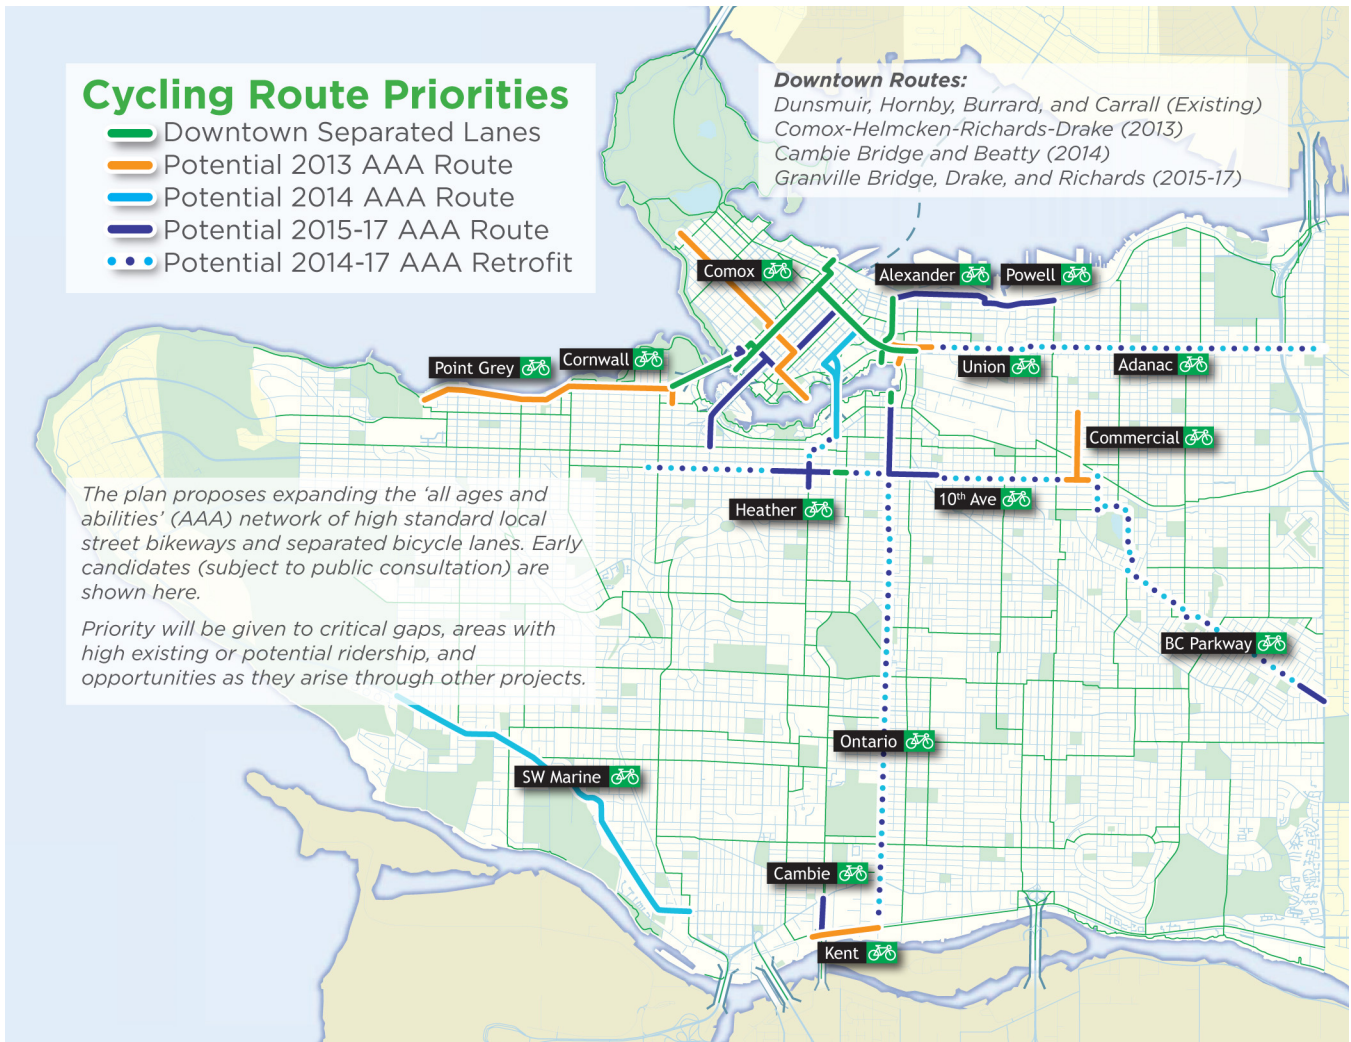 Cycling Route Priorities
Downtown Separated Lanes
Potential 2013 AAA Route
Potential 2014 AAA Route
Potential 2015-17 AAA Route
Potential 2014-17 AAA Retrofit
Downtown Routes:
Dunsmuir, Hornby, Burrard, and Carrall (Existing)
Comox-Helmcken-Richards-Drake (2013)
Cambie Bridge and Beatty (2014)
Granville Bridge, Drake, and Richards (2015-17)
Comox
Alexander
Powell
Point Grey
Cornwall
Union
Adanac
Commercial
Heather
10th Ave
The plan proposes expanding the ‘all ages and
abilities’ (AAA) network of high standard local
street bikeways and separated bicycle lanes. Early
candidates (subject to public consultation) are
shown here.
Priority will be given to critical gaps, areas with
high existing or potential ridership, and
opportunities as they arise through other projects.
BC Parkway
Ontario
SW Marine
Cambie
Kent